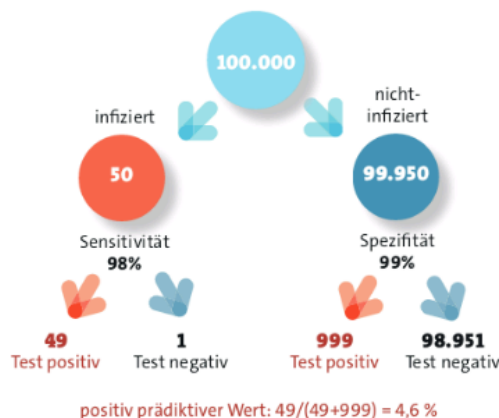 100.000
infiziert
nicht-
infiziert
50
99.950
Sensitivität
98%
Spezifität
99%
49
Test positiv
1
Test negativ
999
Test positiv
98.951
Test negativ
positiv prädiktiver Wert: 49/(49+999) = 4,6 %